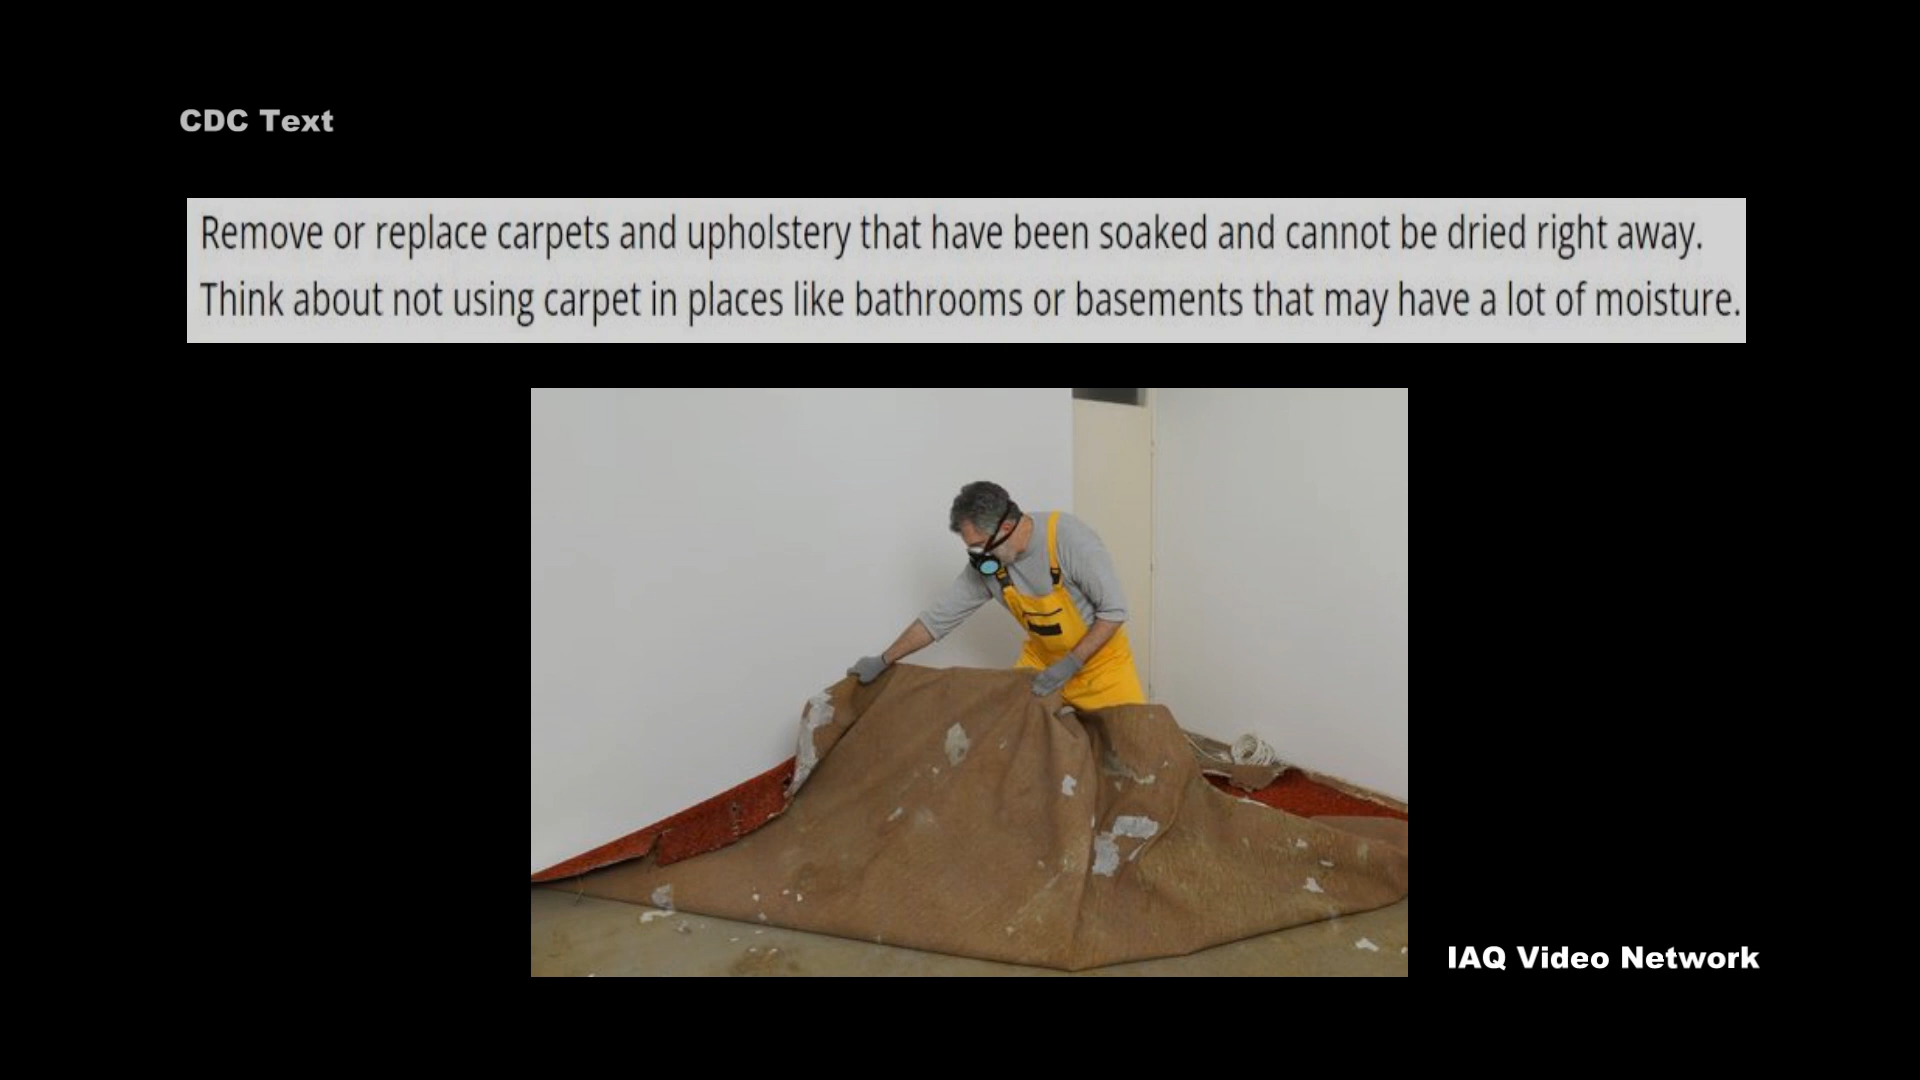 CDC Text
Remove or replace carpets and upholstery that have been soaked and cannot be dried right away.
Think about not using carpet in places like bathrooms or basements that may have a lot of moisture.
IAQ Video Network